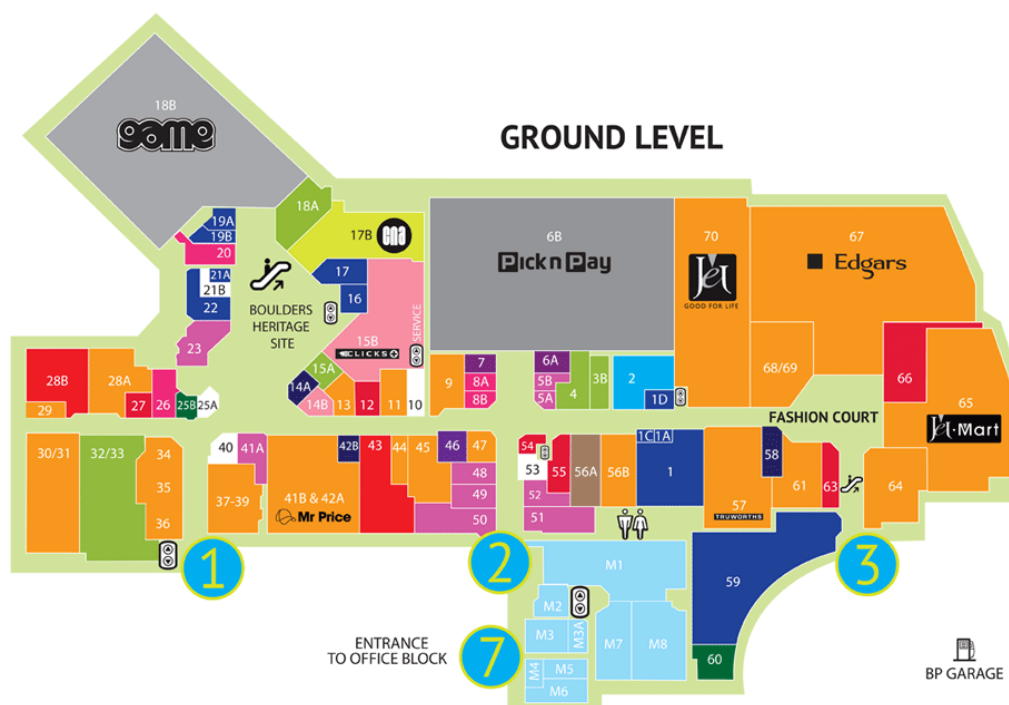 GROUND LEVEL
18B
game
18A
17B
cna
19A
19B
20
21A
21B
22
23
BOULDERS
HERITAGE
SITE
17
16
15B
CLICKS
SERVICE
15A
14A
14B
13
12
11
10
6B
Pick n Pay
70
Jet
GOOD FOR LIFE
67
Edgars
68/69
66
65
Jet-Mart
FASHION COURT
9
7
8A
8B
6A
5B
5A
4
3B
2
1D
28B
28A
29
27
26
25B
25A
30/31
32/33
34
35
36
40
41A
37-39
41B & 42A
Mr Price
42B
43
44
45
46
47
48
49
50
54
53
55
52
51
56A
56B
1C
1A
1
57
TRUWORTHS
58
61
63
64
59
60
1
2
3
7
M1
M2
M3
M3A
M4
M5
M6
M7
M8
ENTRANCE
TO OFFICE BLOCK
BP GARAGE